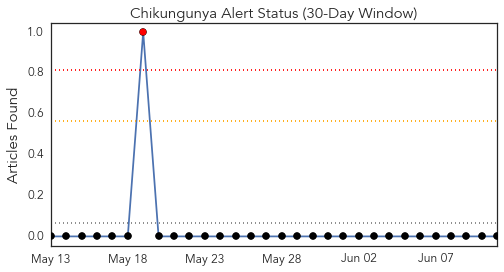 Chikungunya Alert Status (30-Day Window)
Articles Found
1.0
0.8
0.6
0.4
0.2
0.0
May 13 May 18 May 23 May 28 Jun 02 Jun 07